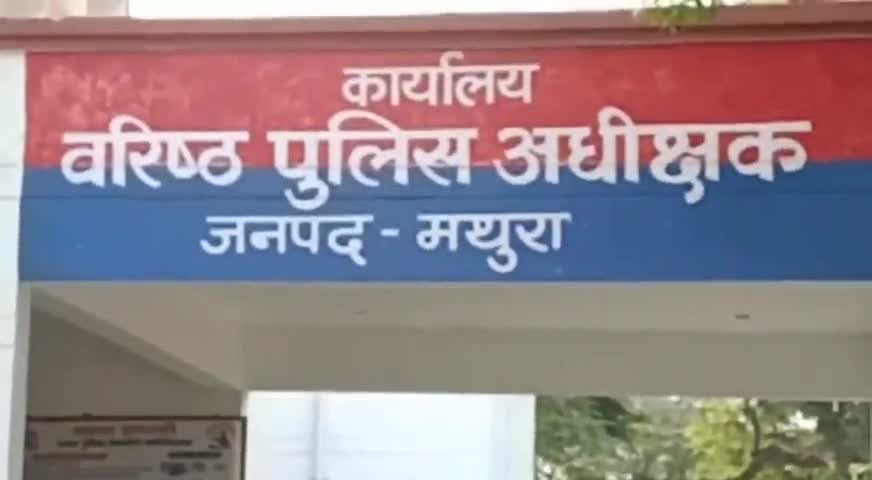 कार्यालय
वरिष्ठ पुलिस अधीक्षक
जनपद - मथुरा